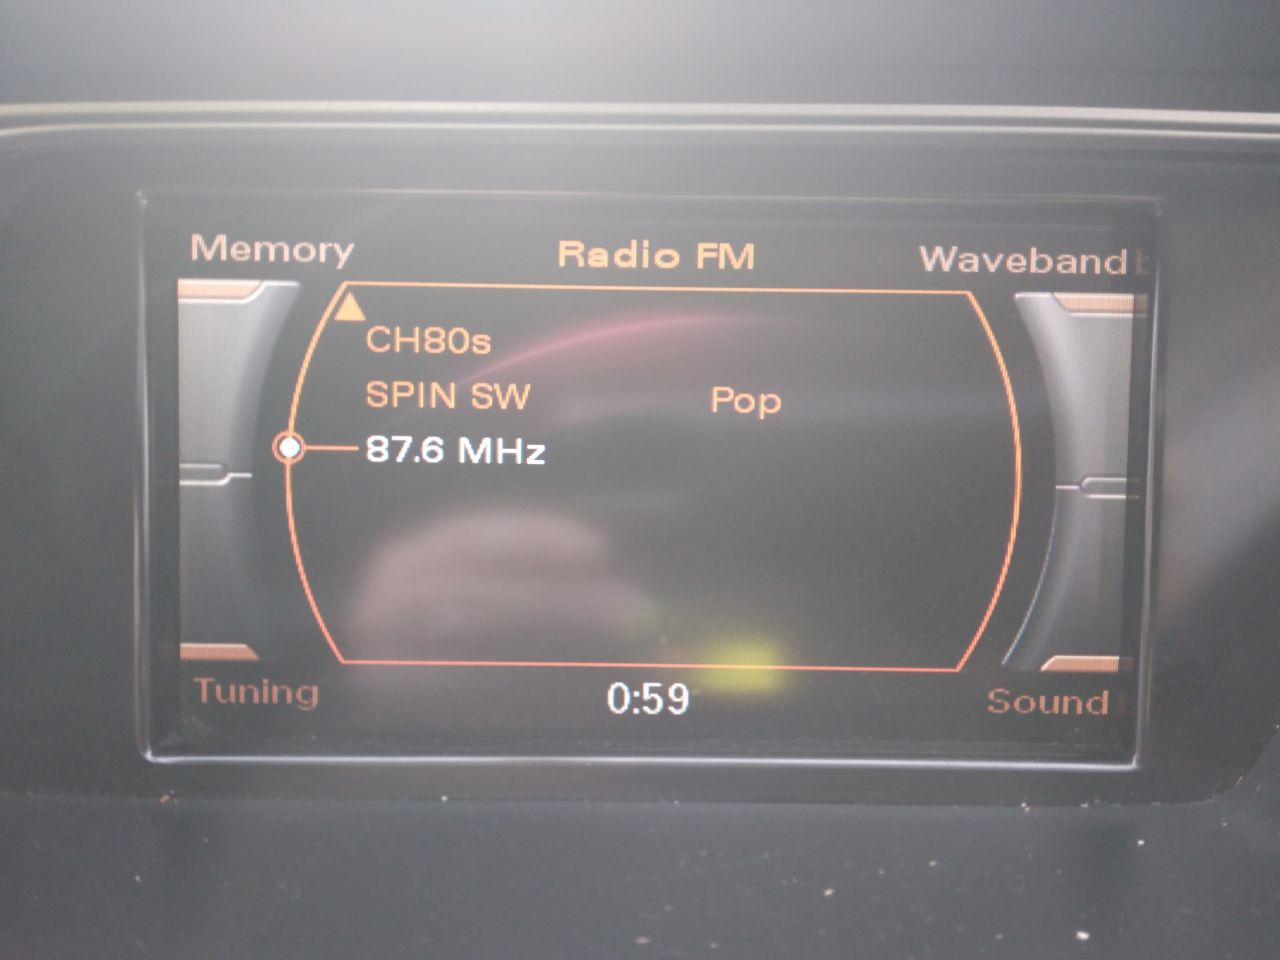 Memory Radio FM Waveband
CH80s
SPIN SW Pop
87.6 MHz
Tuning 0:59 Sound